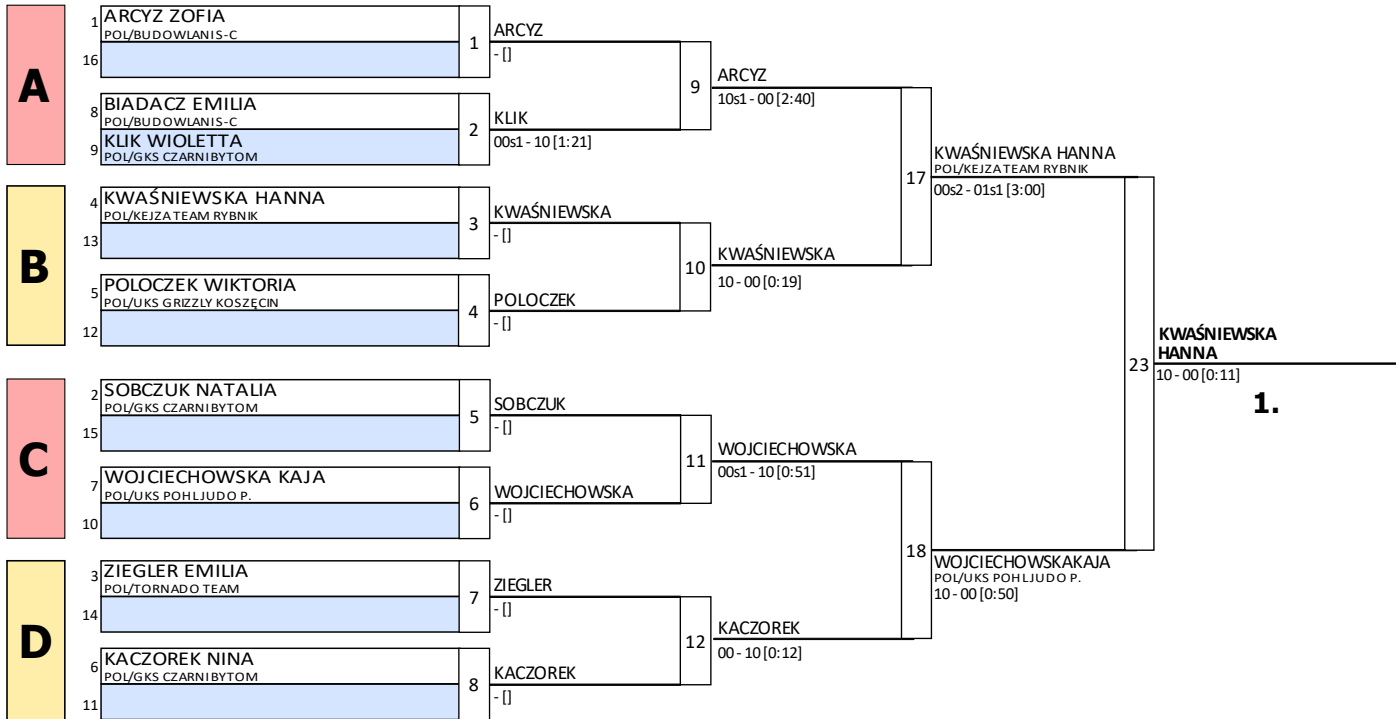 A
1 ARCYZ ZOFIA
POL/BUDOWLANIS-C
16
1
ARCYZ
- []
8 BIADACZ EMILIA
POL/BUDOWLANIS-C
9 KLIK WIOLETTA
POL/GKS CZARNIBYTOM
2
KLIK
00s1 - 10 [1:21]
9
ARCYZ
10s1 - 00 [2:40]
B
4 KWAŚNIEWSKA HANNA
POL/KEJZA TEAM RYBNIK
13
3
KWAŚNIEWSKA
- []
5 POLOCZEK WIKTORIA
POL/UKS GRIZZLY KOSZĘCIN
12
4
POLOCZEK
- []
10
KWAŚNIEWSKA
10 - 00 [0:19]
17
KWAŚNIEWSKA HANNA
POL/KEJZA TEAM RYBNIK
00s2 - 01s1 [3:00]
C
2 SOBCZUK NATALIA
POL/GKS CZARNIBYTOM
15
5
SOBCZUK
- []
7 WOJCIECHOWSKA KAJA
POL/UKS POHLJUDO P.
10
6
WOJCIECHOWSKA
- []
11
WOJCIECHOWSKA
00s1 - 10 [0:51]
D
3 ZIEGLER EMILIA
POL/TORNADO TEAM
14
7
ZIEGLER
- []
6 KACZOREK NINA
POL/GKS CZARNIBYTOM
11
8
KACZOREK
- []
12
KACZOREK
00 - 10 [0:12]
18
WOJCIECHOWSKAKAJA
POL/UKS POHLJUDO P.
10 - 00 [0:50]
23
KWAŚNIEWSKA
HANNA
10 - 00 [0:11]
1.